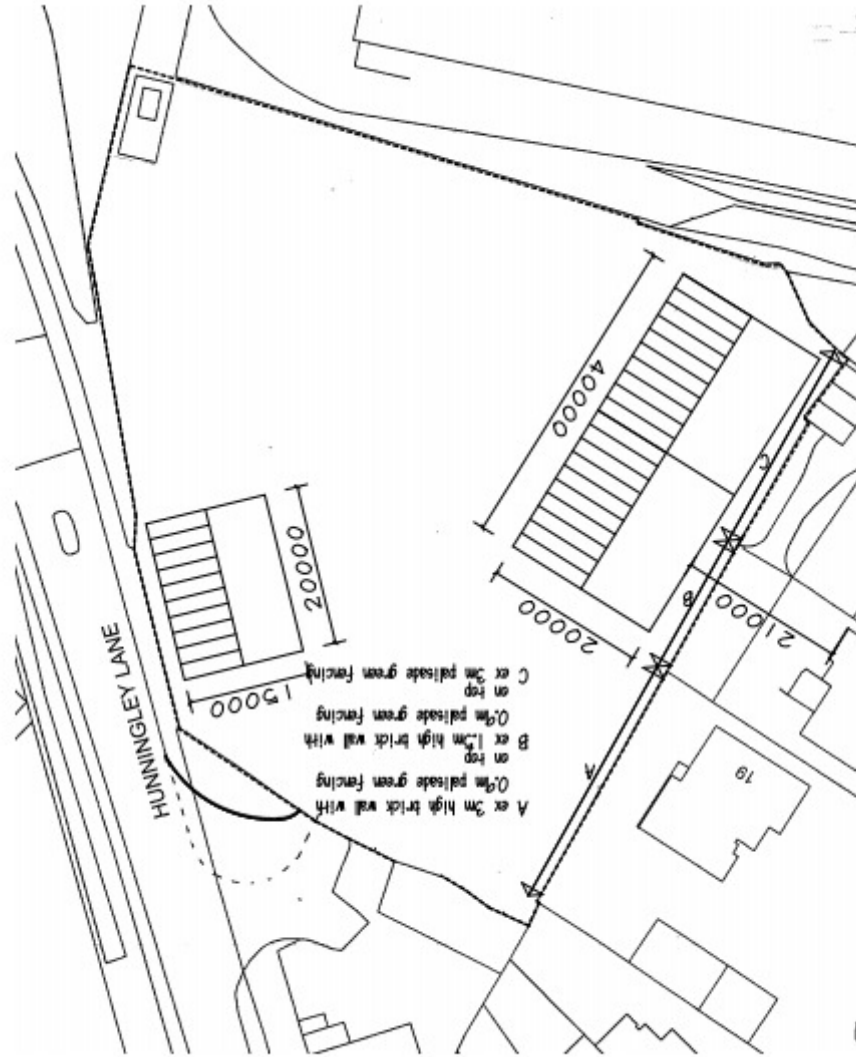 HUNNINGLEY LANE
40000
20000
20000
15000
21000
A ex 3m high brick wall with
0.9m palisade green fencing
on top
B ex high brick wall with
0.9m palisade green fencing
on top
C ex 3m palisade green fencing
A
B
C
19